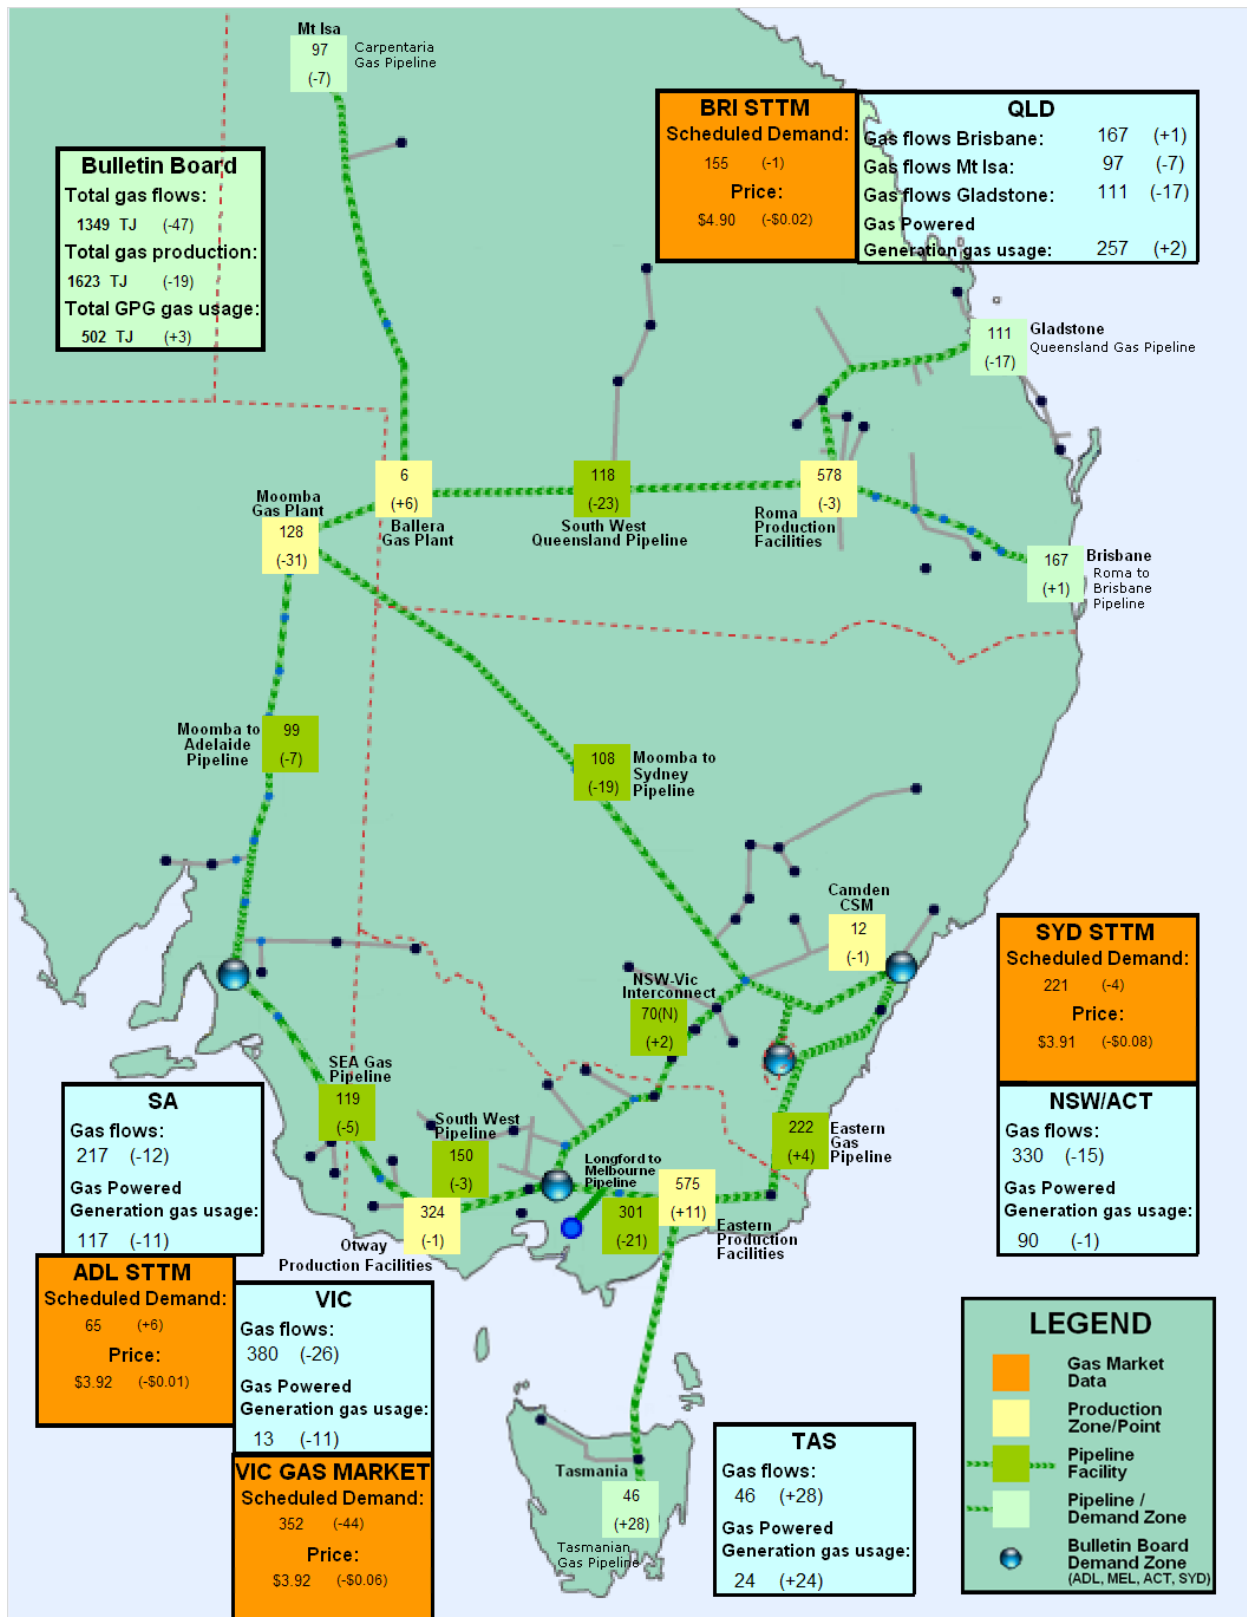 Mt Isa
97
(-7)
Carpentaria
Gas Pipeline
BRI STTM
Scheduled Demand:
155 (-1)
Price:
$4.90 (-$0.02)
QLD
Gas flows Brisbane: 167 (+1)
Gas flows Mt Isa: 97 (-7)
Gas flows Gladstone: 111 (-17)
Gas Powered
Generation gas usage: 257 (+2)
Bulletin Board
Total gas flows:
1349 TJ (-47)
Total gas production:
1623 TJ (-19)
Total GPG gas usage:
502 TJ (+3)
111
(-17)
Gladstone
Queensland Gas Pipeline
6
(+6)
Ballera
Gas Plant
118
(-23)
South West
Queensland Pipeline
578
(-3)
Roma
Production
Facilities
Moomba
Gas Plant
128
(-31)
167
(+1)
Brisbane
Roma to
Brisbane
Pipeline
Moomba to
Adelaide
Pipeline
99
(-7)
108
(-19)
Moomba to
Sydney
Pipeline
Camden
CSM
12
(-1)
NSW-Vic
Interconnect
70(N)
(+2)
SYD STTM
Scheduled Demand:
221 (-4)
Price:
$3.91 (-$0.08)
NSW/ACT
Gas flows:
330 (-15)
Gas Powered
Generation gas usage:
90 (-1)
SEA Gas
Pipeline
119
(-5)
South West
Pipeline
150
(-3)
Longford to
Melbourne
Pipeline
301
(-21)
222
(+4)
Eastern
Gas
Pipeline
575
(+11)
Eastern
Production
Facilities
324
(-1)
Otway
Production Facilities
SA
Gas flows:
217 (-12)
Gas Powered
Generation gas usage:
117 (-11)
ADL STTM
Scheduled Demand:
65 (+6)
Price:
$3.92 (-$0.01)
VIC
Gas flows:
380 (-26)
Gas Powered
Generation gas usage:
13 (-11)
VIC GAS MARKET
Scheduled Demand:
352 (-44)
Price:
$3.92 (-$0.06)
Tasmania
46
(+28)
Tasmanian
Gas Pipeline
TAS
Gas flows:
46 (+28)
Gas Powered
Generation gas usage:
24 (+24)
LEGEND
Gas Market
Data
Production
Zone/Point
Pipeline
Facility
Pipeline /
Demand Zone
Bulletin Board
Demand Zone
(ADL, MEL, ACT, SYD)